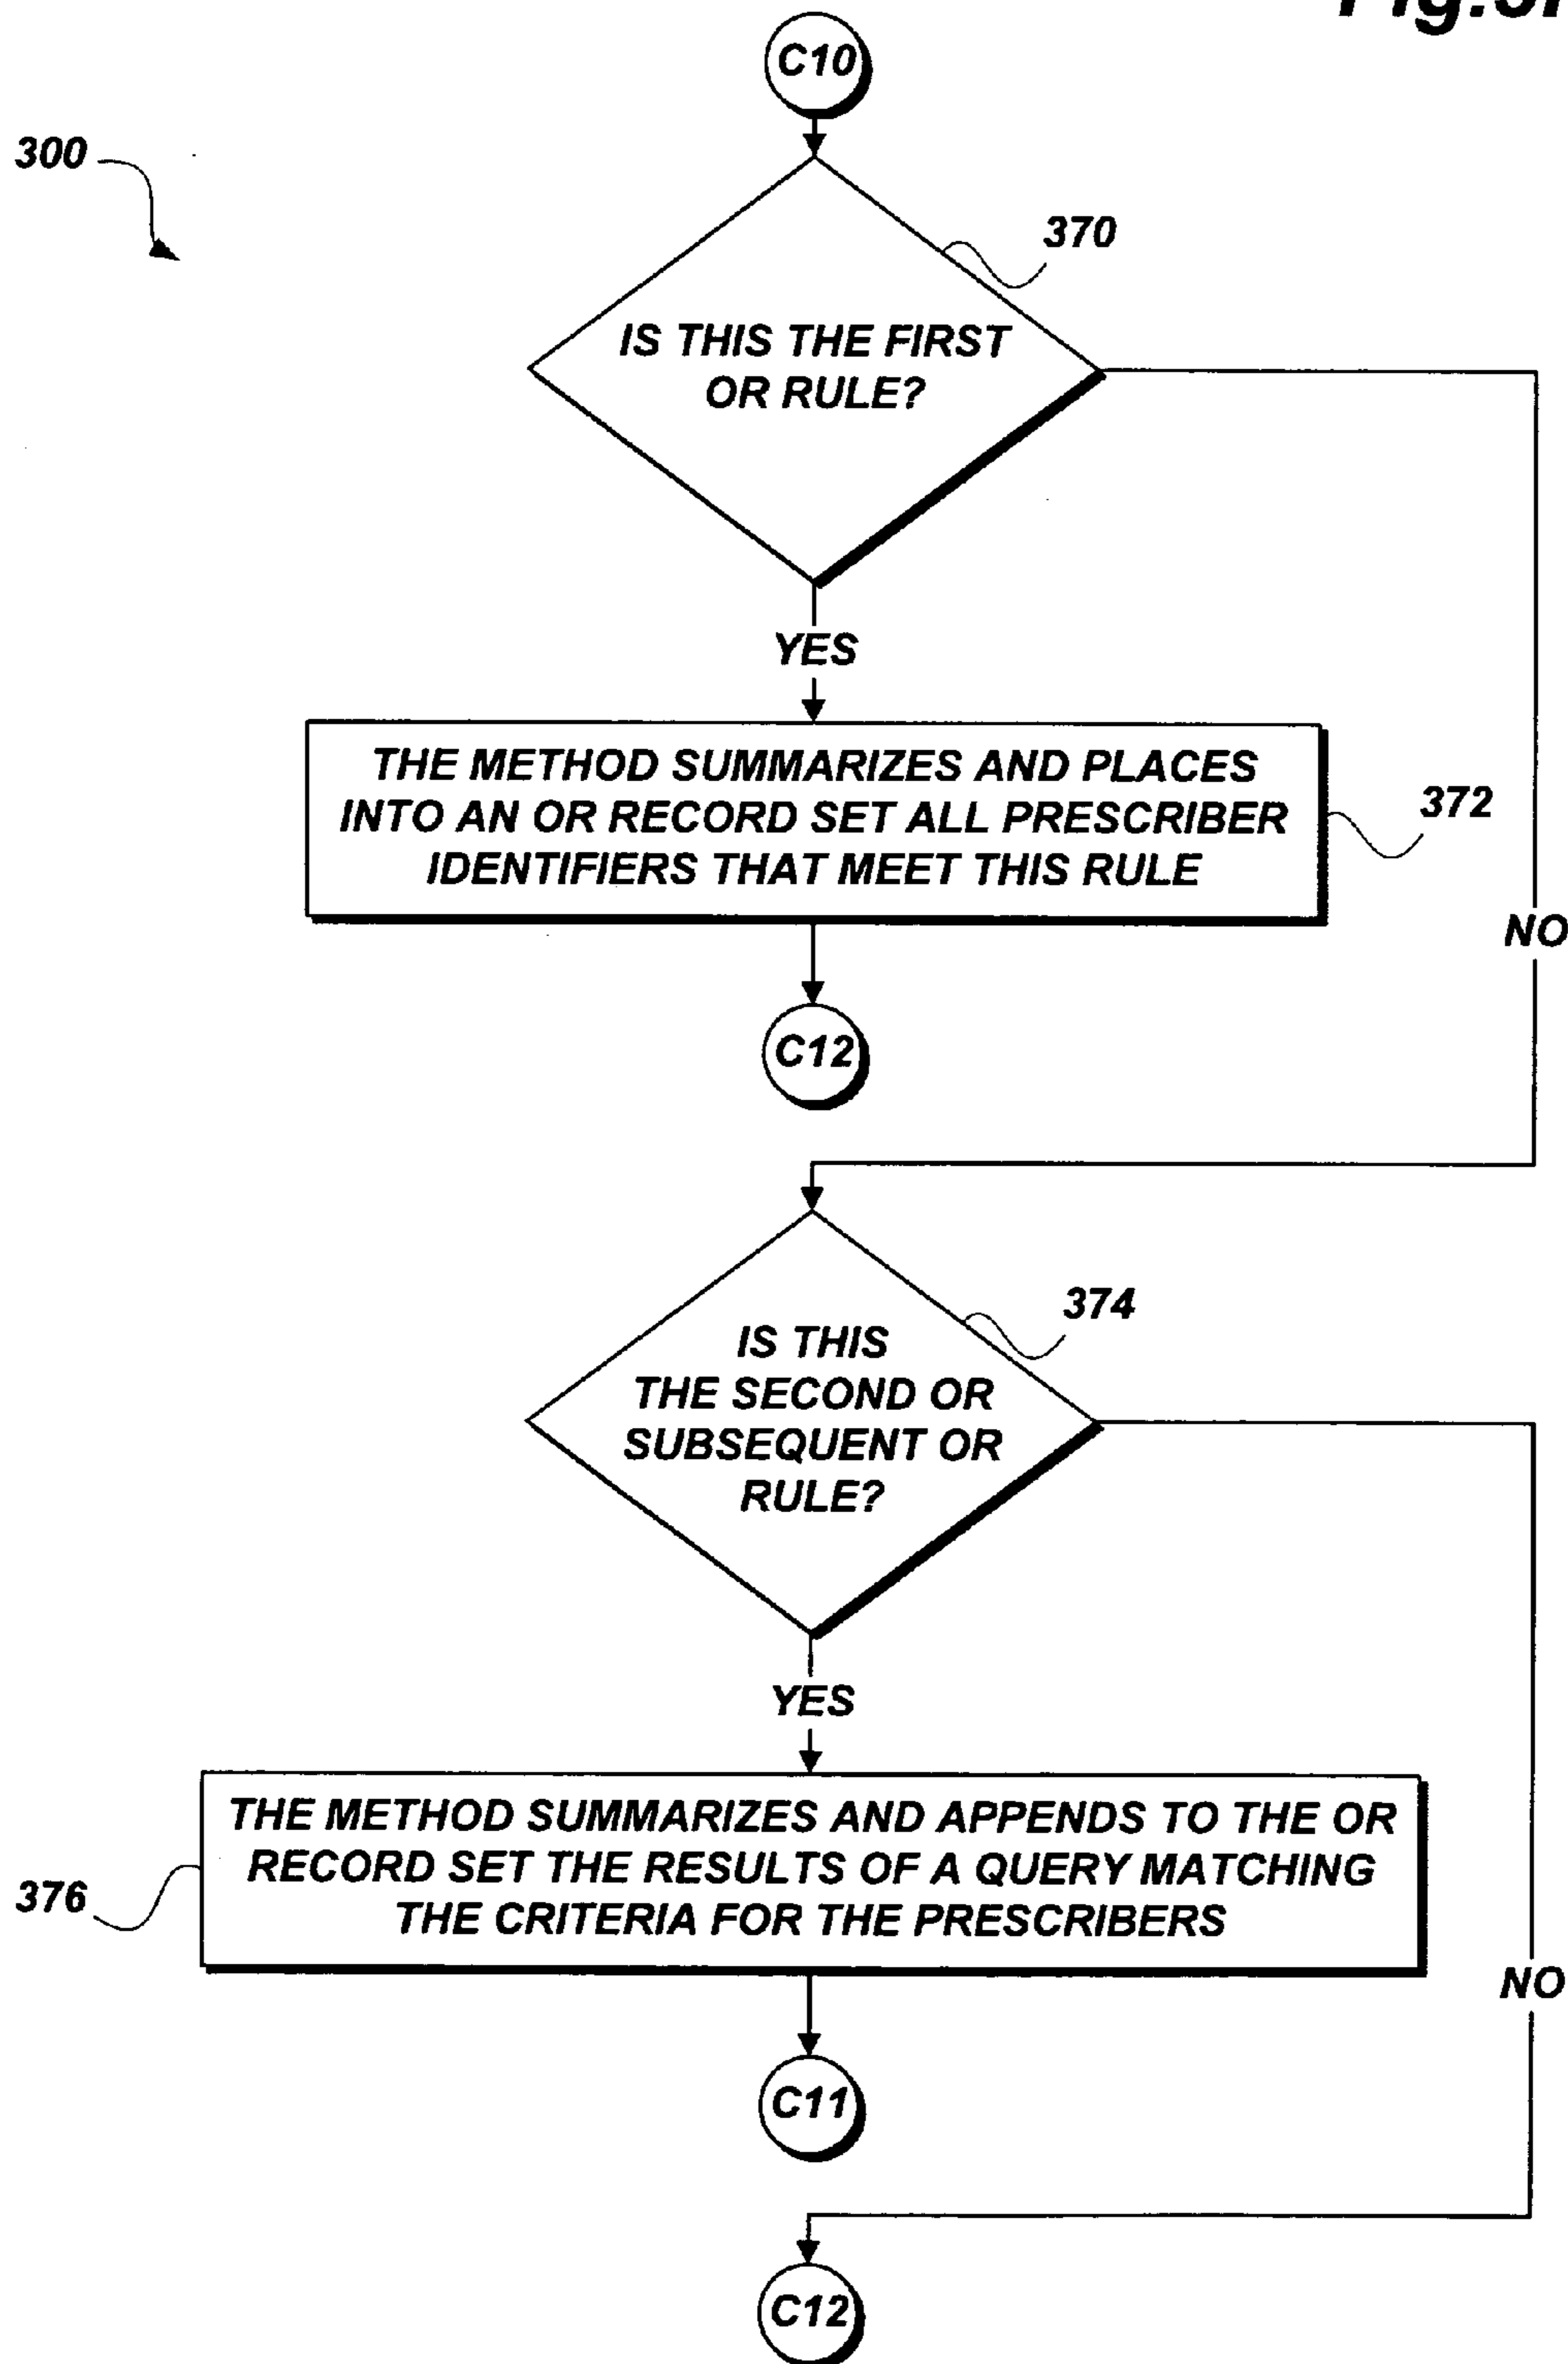 C10
300
370
IS THIS THE FIRST
OR RULE?
YES
THE METHOD SUMMARIZES AND PLACES
INTO AN OR RECORD SET ALL PRESCRIBER
IDENTIFIERS THAT MEET THIS RULE
372
NO
C12
374
IS THIS
THE SECOND OR
SUBSEQUENT OR
RULE?
YES
THE METHOD SUMMARIZES AND APPENDS TO THE OR
RECORD SET THE RESULTS OF A QUERY MATCHING
THE CRITERIA FOR THE PRESCRIBERS
376
NO
C11
C12